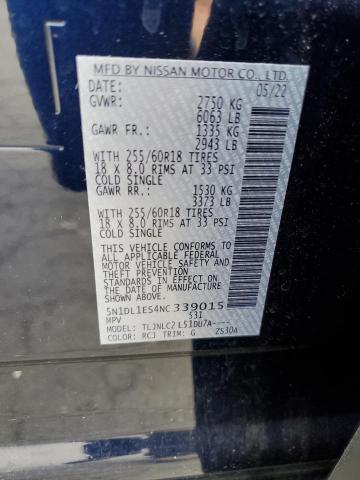 MFD BY NISSAN MOTOR CO., LTD.
DATE: 05/22
GVWR: 2750 KG
6063 LB
GAWR FR.: 1335 KG
2943 LB
WITH 255/60R18 TIRES
18 X 8.0 RIMS AT 33 PSI
COLD SINGLE
GAWR RR.: 1530 KG
3373 LB
WITH 255/60R18 TIRES
18 X 8.0 RIMS AT 33 PSI
COLD SINGLE
THIS VEHICLE CONFORMS TO
ALL APPLICABLE FEDERAL
MOTOR VEHICLE SAFETY
AND THEFT PREVENTION
STANDARDS IN EFFECT ON
THE DATE OF MANUFACTURE
SHOWN ABOVE.
5N1DL1ES4NC339015
MPV S31
MODEL: TLJNLC2 L51DU7A-----
COLOR: RCJ TRIM: G 2S30A